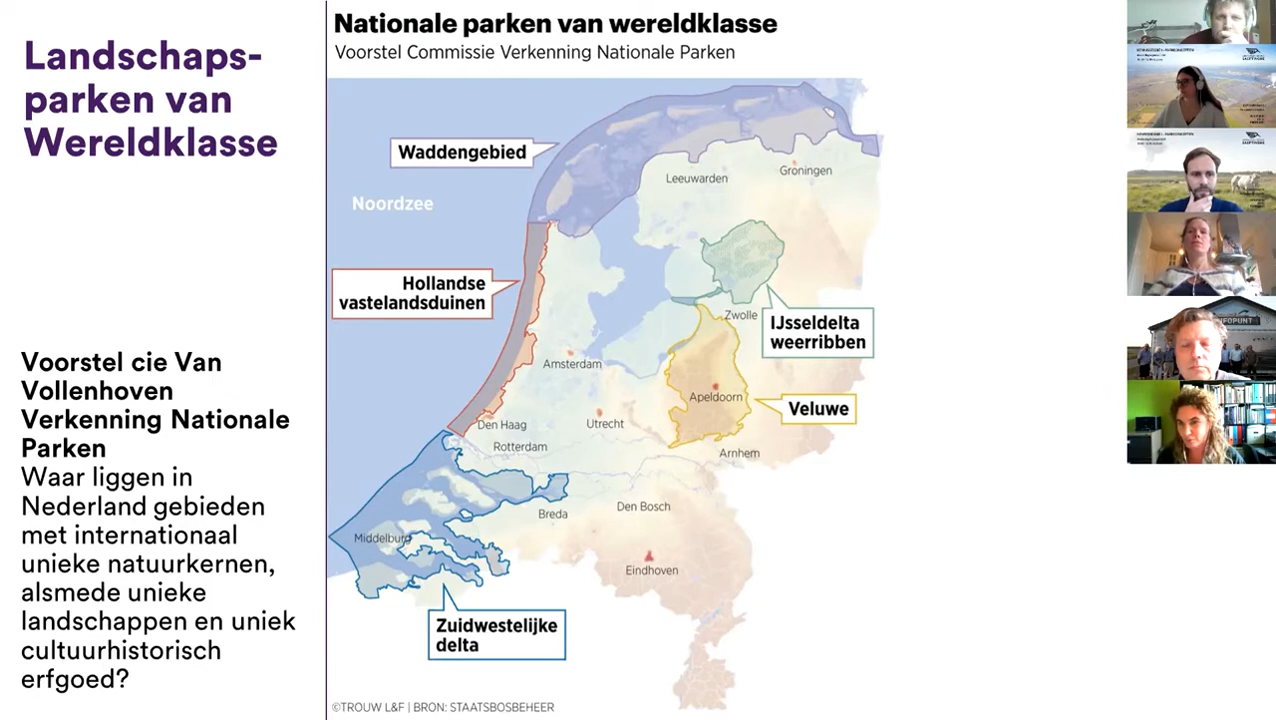 Landschaps-
parken van
Wereldklasse
Voorstel cie Van
Vollenhoven
Verkenning Nationale
Parken
Waar liggen in
Nederland gebieden
met internationaal
unieke natuurkernen,
alsmede unieke
landschappen en uniek
cultuurhistorisch
erfgoed?
Nationale parken van wereldklasse
Voorstel Commissie Verkenning Nationale Parken
Waddengebied
Leeuwarden
Groningen
Noordzee
Hollandse
vastelandsduinen
Zwolle
IJsseldelta
weerribben
Amsterdam
Apeldoorn
Veluwe
Den Haag
Utrecht
Rotterdam
Arnhem
Breda
Den Bosch
Middelburg
Eindhoven
Zuidwestelijke
delta
©TROUW L&F | BRON: STAATSBOSBEHEER